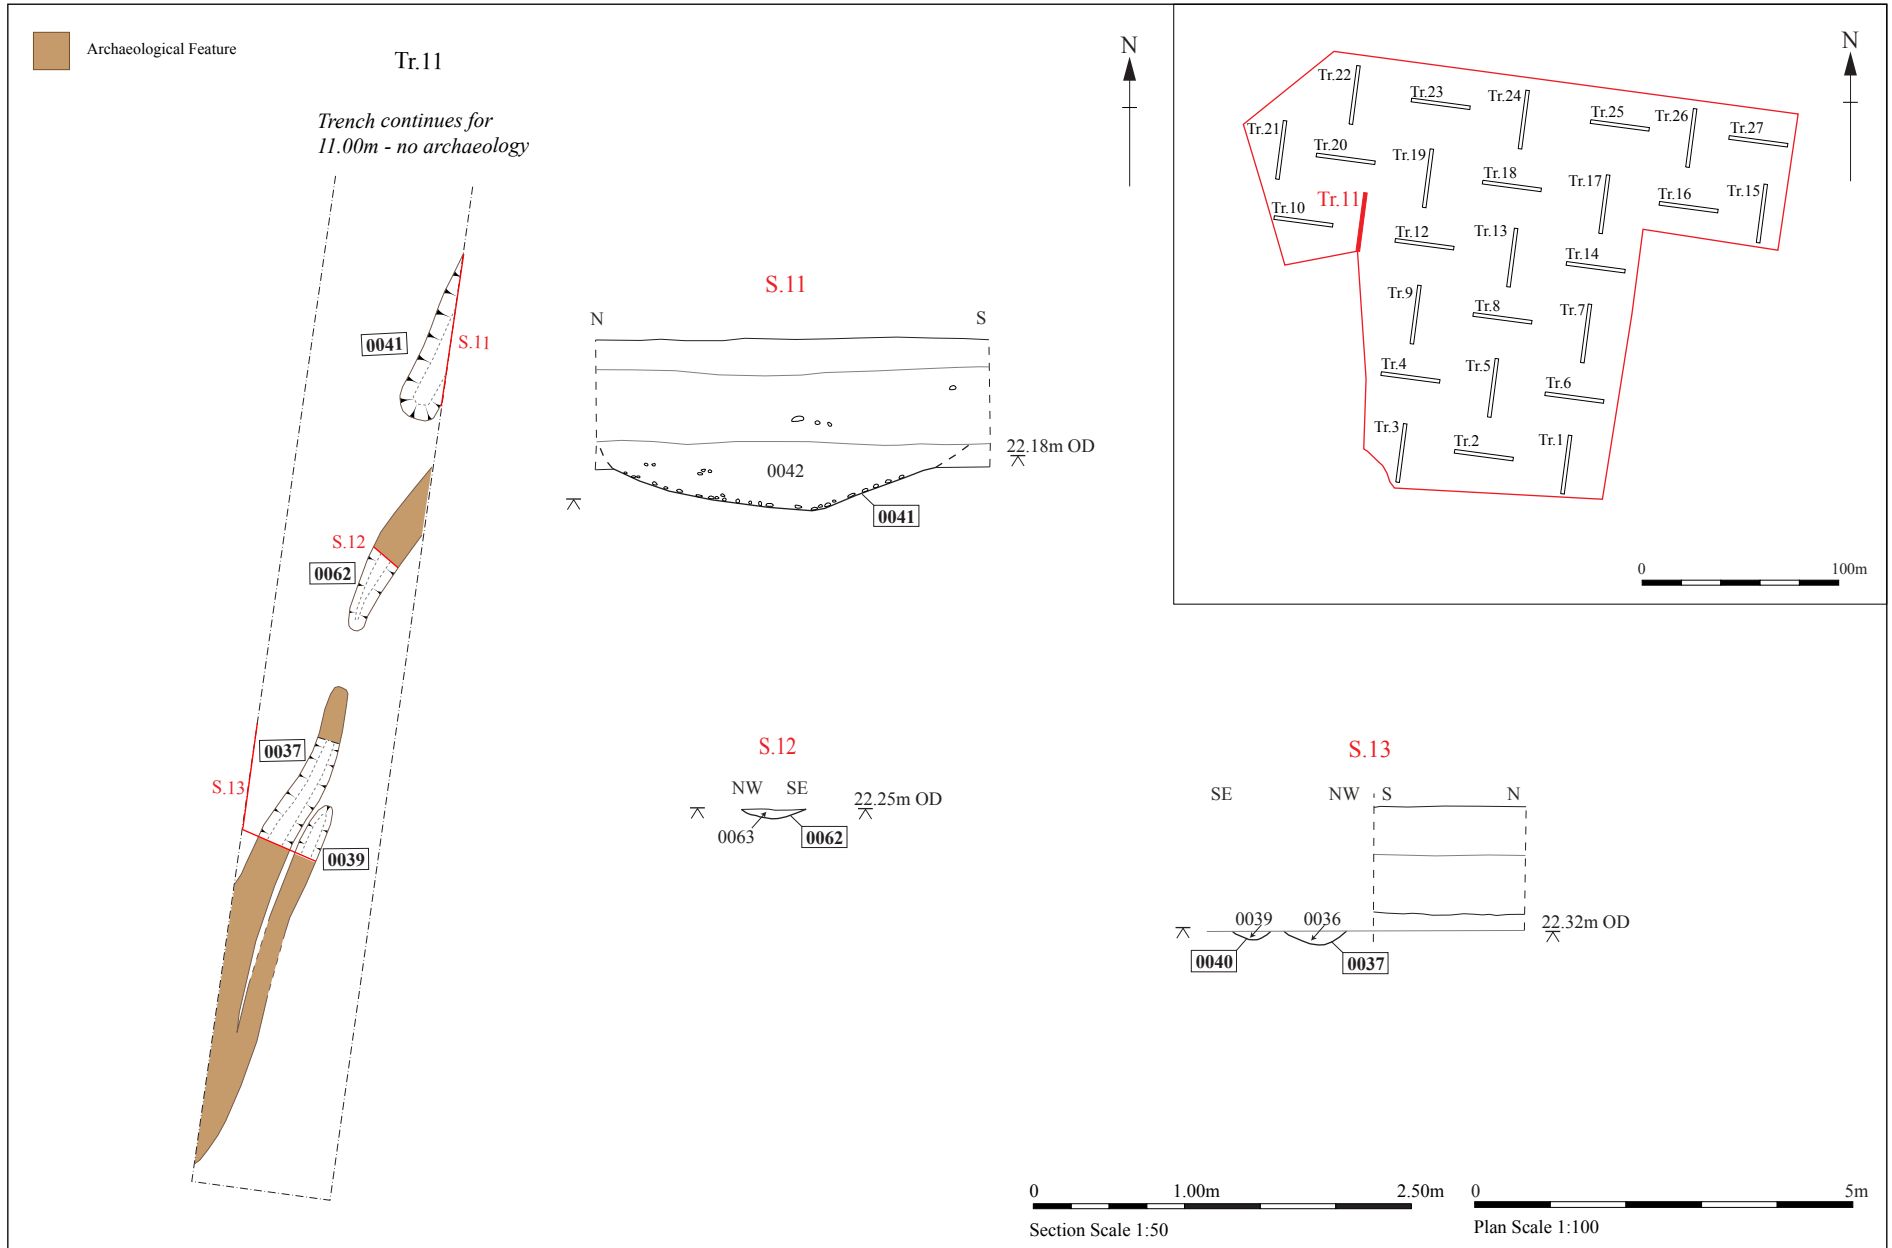 Archaeological Feature
Tr.11
Trench continues for
11.00m - no archaeology
0041
S.11
S.12
0062
0037
S.13
0039
N
S.11
N
S
22.18m OD
0042
0041
S.12
NW
SE
22.25m OD
0063
0062
S.13
SE
NW
S
N
0039
0036
22.32m OD
0040
0037
0
1.00m
2.50m
Section Scale 1:50
0
5m
Plan Scale 1:100
N
Tr.22
Tr.23
Tr.24
Tr.25
Tr.26
Tr.27
Tr.21
Tr.20
Tr.19
Tr.18
Tr.17
Tr.16
Tr.15
Tr.10
Tr.11
Tr.12
Tr.13
Tr.14
Tr.9
Tr.8
Tr.7
Tr.4
Tr.5
Tr.6
Tr.3
Tr.2
Tr.1
0
100m